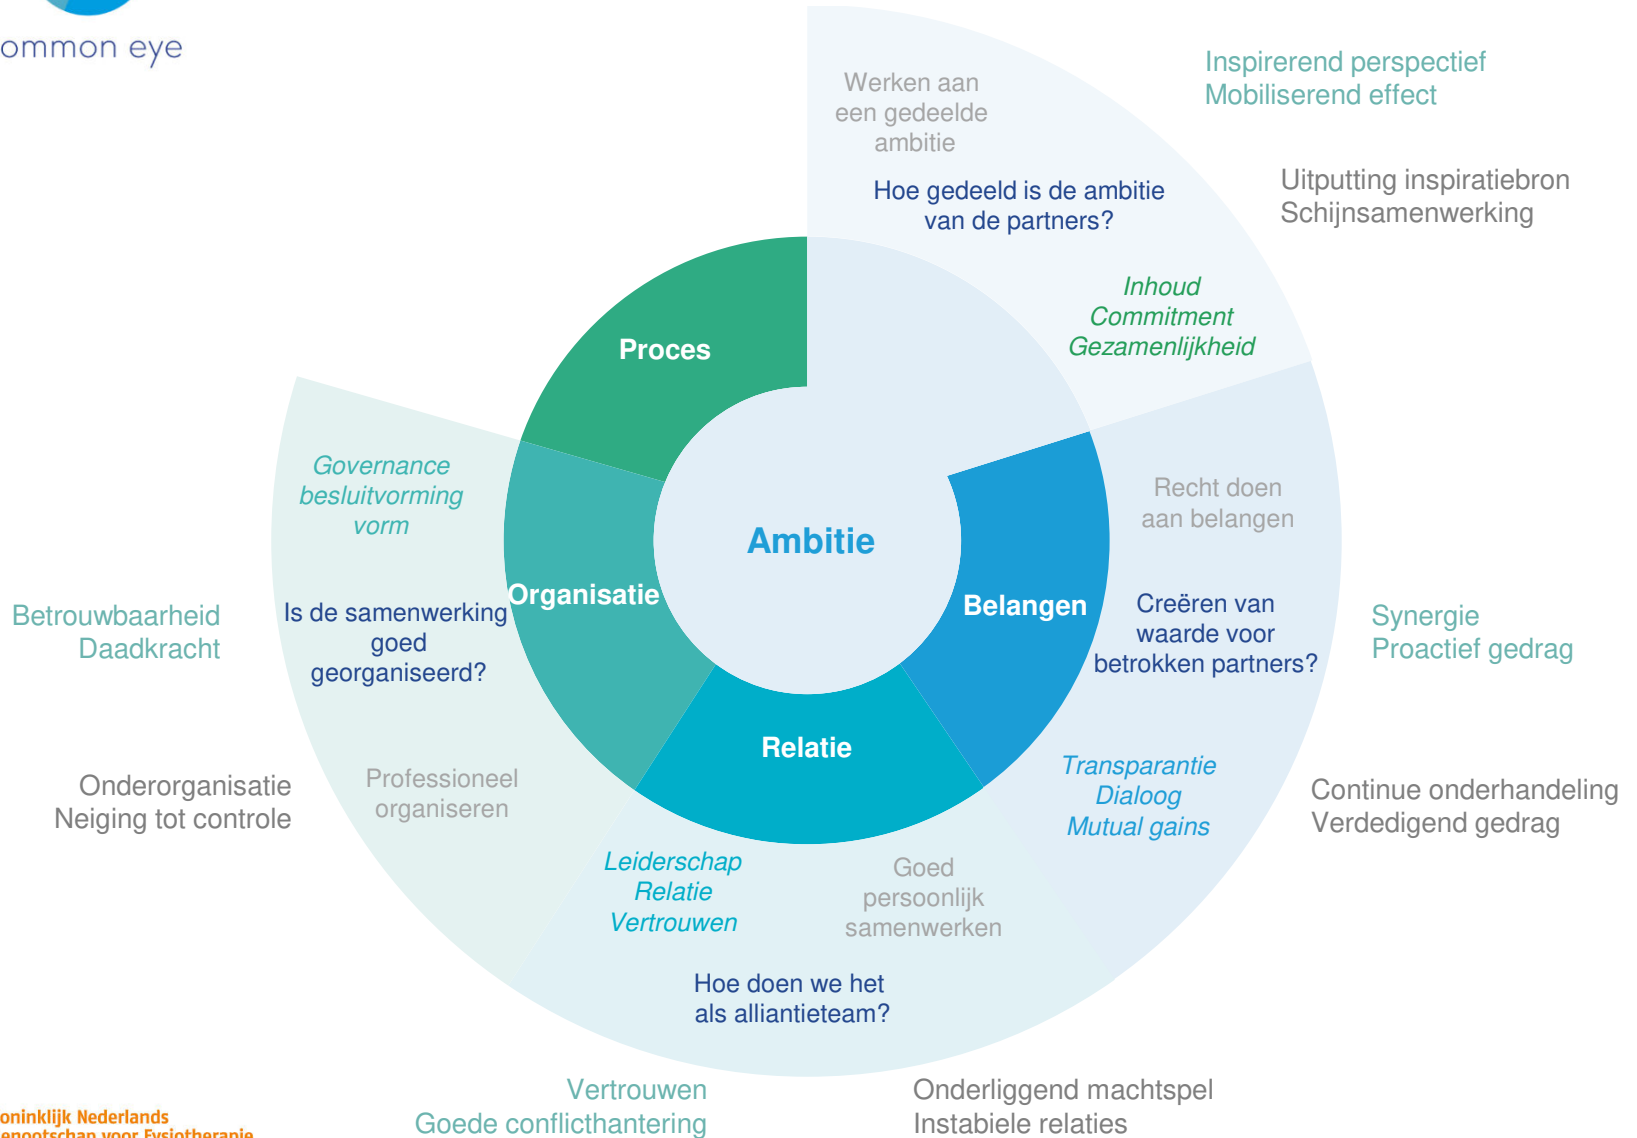 ommon eye
Inspirerend perspectief
Mobiliserend effect
Werken aan
een gedeelde
ambitie
Uitputting inspiratiebron
Schijnsamenwerking
Hoe gedeeld is de ambitie
van de partners?
Inhoud
Commitment
Gezamenlijkheid
Proces
Governance
besluitvorming
vorm
Recht doen
aan belangen
Ambitie
Organisatie
Belangen
Betrouwbaarheid
Daadkracht
Is de samenwerking
goed
georganiseerd?
Creëren van
waarde voor
betrokken partners?
Synergie
Proactief gedrag
Relatie
Onderorganisatie
Neiging tot controle
Professioneel
organiseren
Transparantie
Dialoog
Mutual gains
Continue onderhandeling
Verdedigend gedrag
Leiderschap
Relatie
Vertrouwen
Goed
persoonlijk
samenwerken
Hoe doen we het
als alliantieteam?
Vertrouwen
Goede conflicthantering
Onderliggend machtspel
Instabiele relaties
oninklijk Nederlands
enootschap voor Fysiotherapie